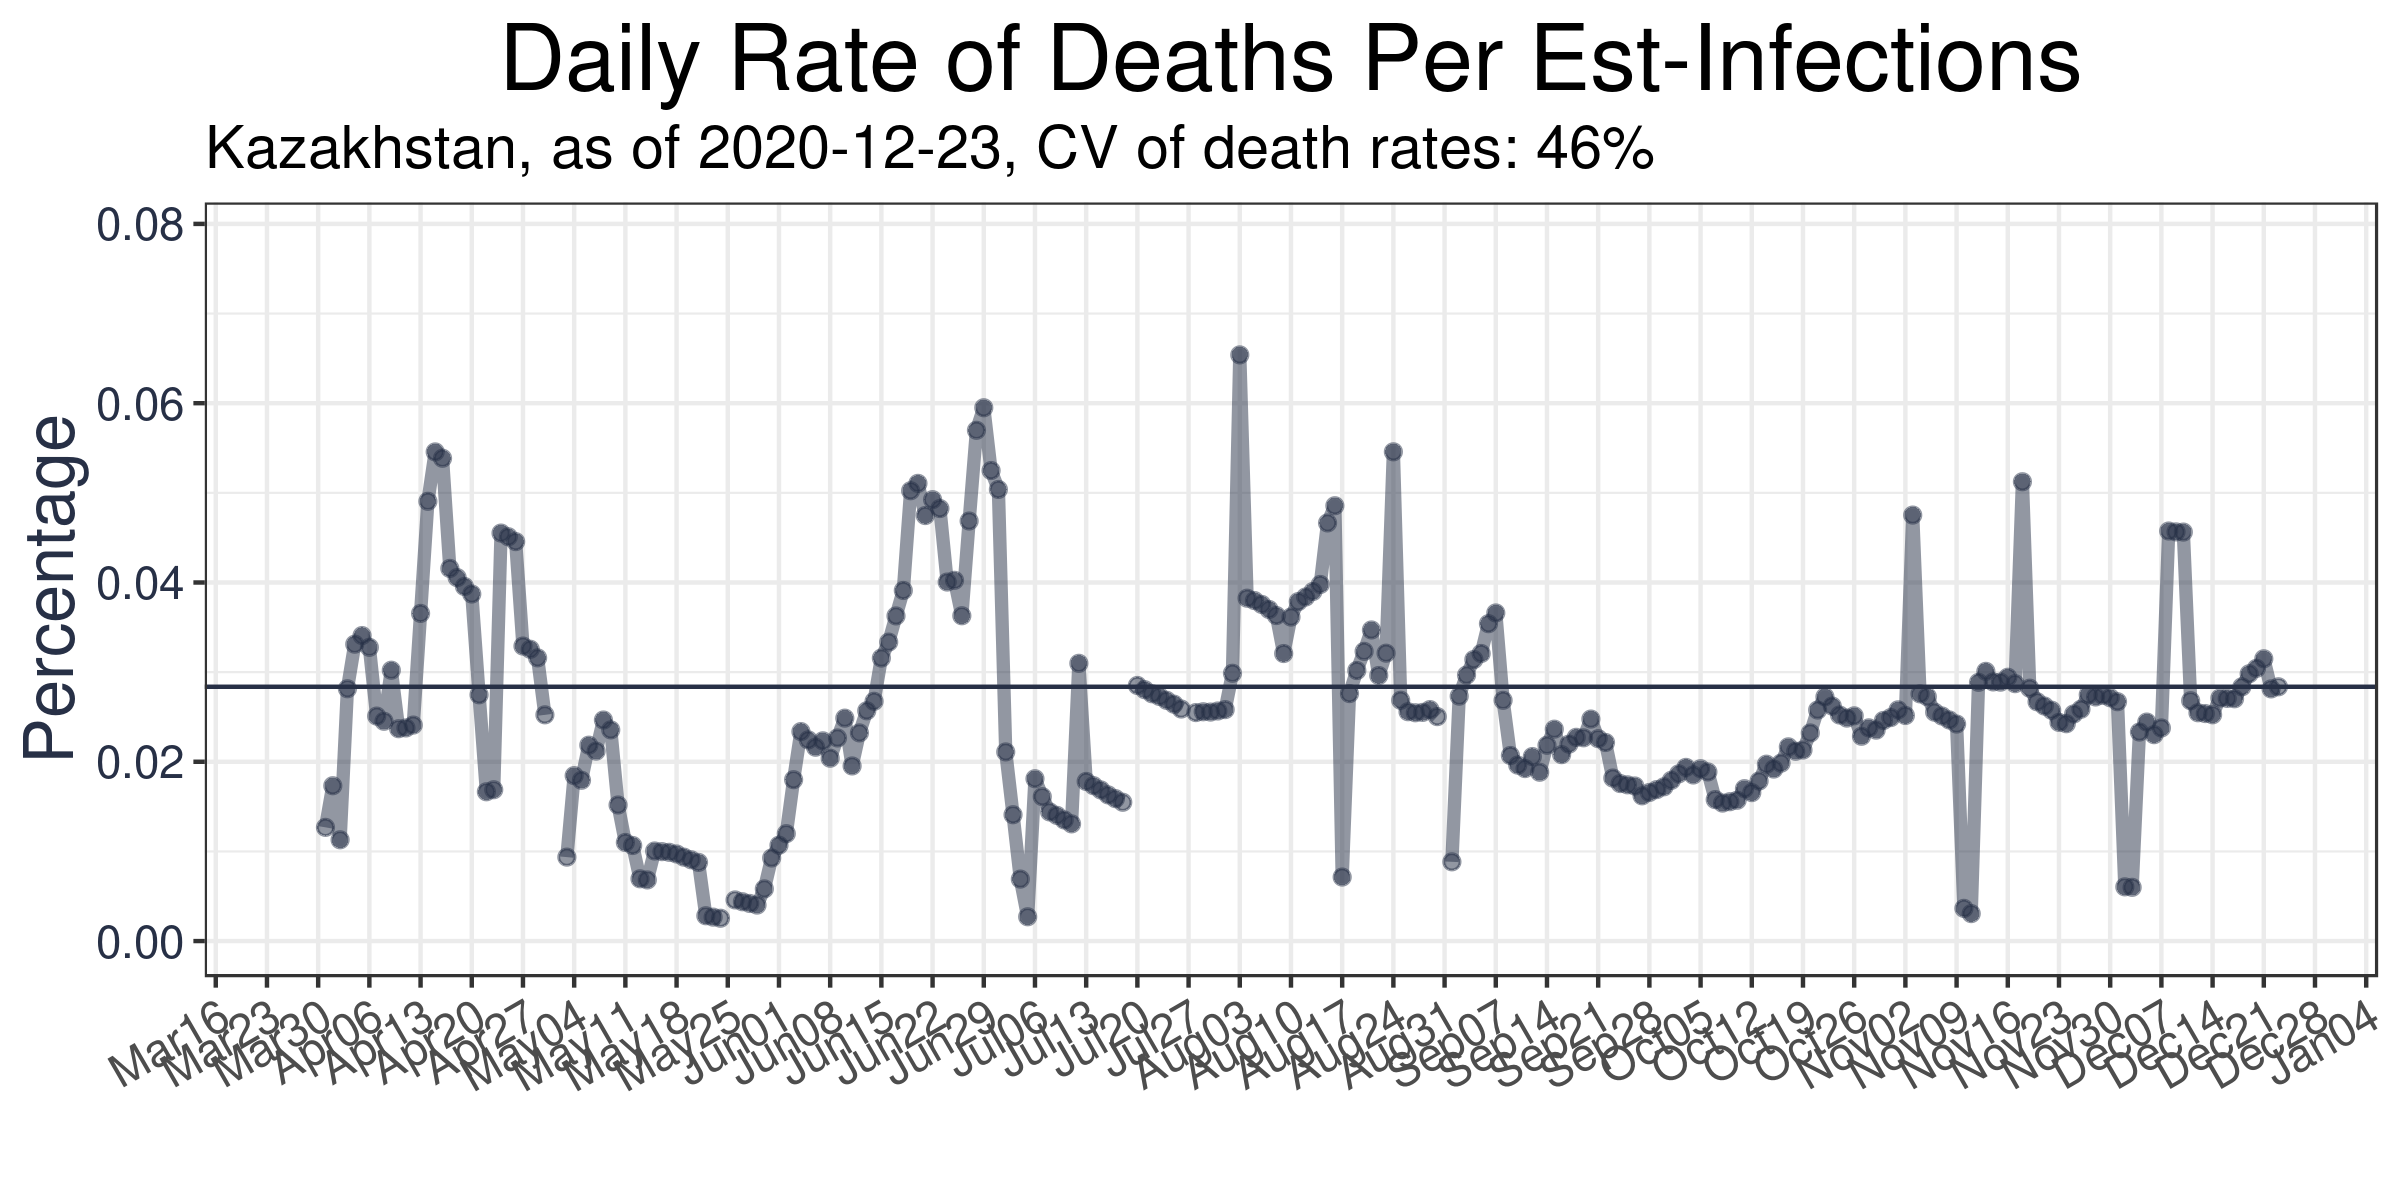 Daily Rate of Deaths Per Est-Infections
Kazakhstan, as of 2020-12-23, CV of death rates: 46%
Percentage
0.08
0.06
0.04
0.02
0.00
Mar16
Mar23
Mar30
Apr06
Apr13
Apr20
Apr27
May04
May11
May18
May25
Jun01
Jun08
Jun15
Jun22
Jun29
Jul06
Jul13
Jul20
Jul27
Aug03
Aug10
Aug17
Aug24
Aug31
Sep07
Sep14
Sep21
Sep28
Oct05
Oct12
Oct19
Oct26
Nov02
Nov09
Nov16
Nov23
Nov30
Dec07
Dec14
Dec21
Dec28
Jan04